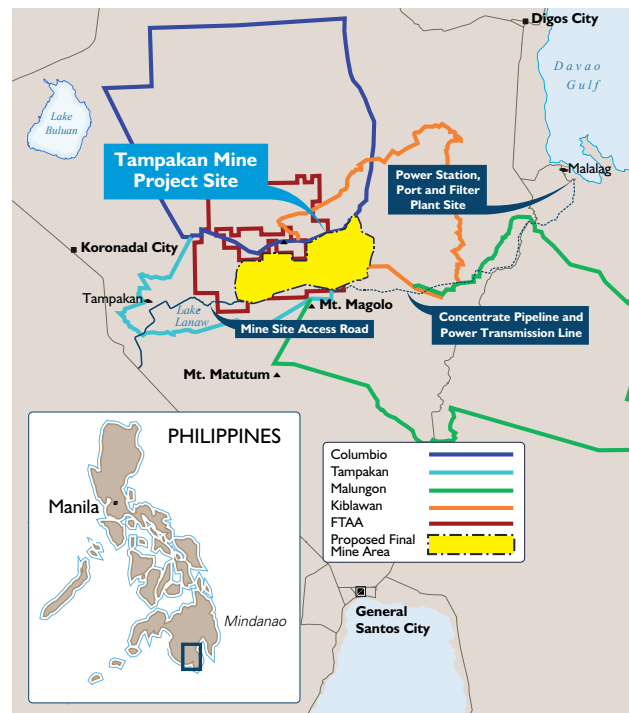 Digos City
Davao
Gulf
Lake
Buluan
Tampakan Mine
Project Site
Power Station,
Port and Filter
Plant Site
Malalag
Koronadal City
Tampakan
Lake
Lanaw
Mt. Magolo
Mine Site Access Road
Concentrate Pipeline and
Power Transmission Line
Mt. Matutum
PHILIPPINES
Manila
Mindanao
Columbio
Tampakan
Malungon
Kiblawan
FTAA
Proposed Final
Mine Area
General
Santos City